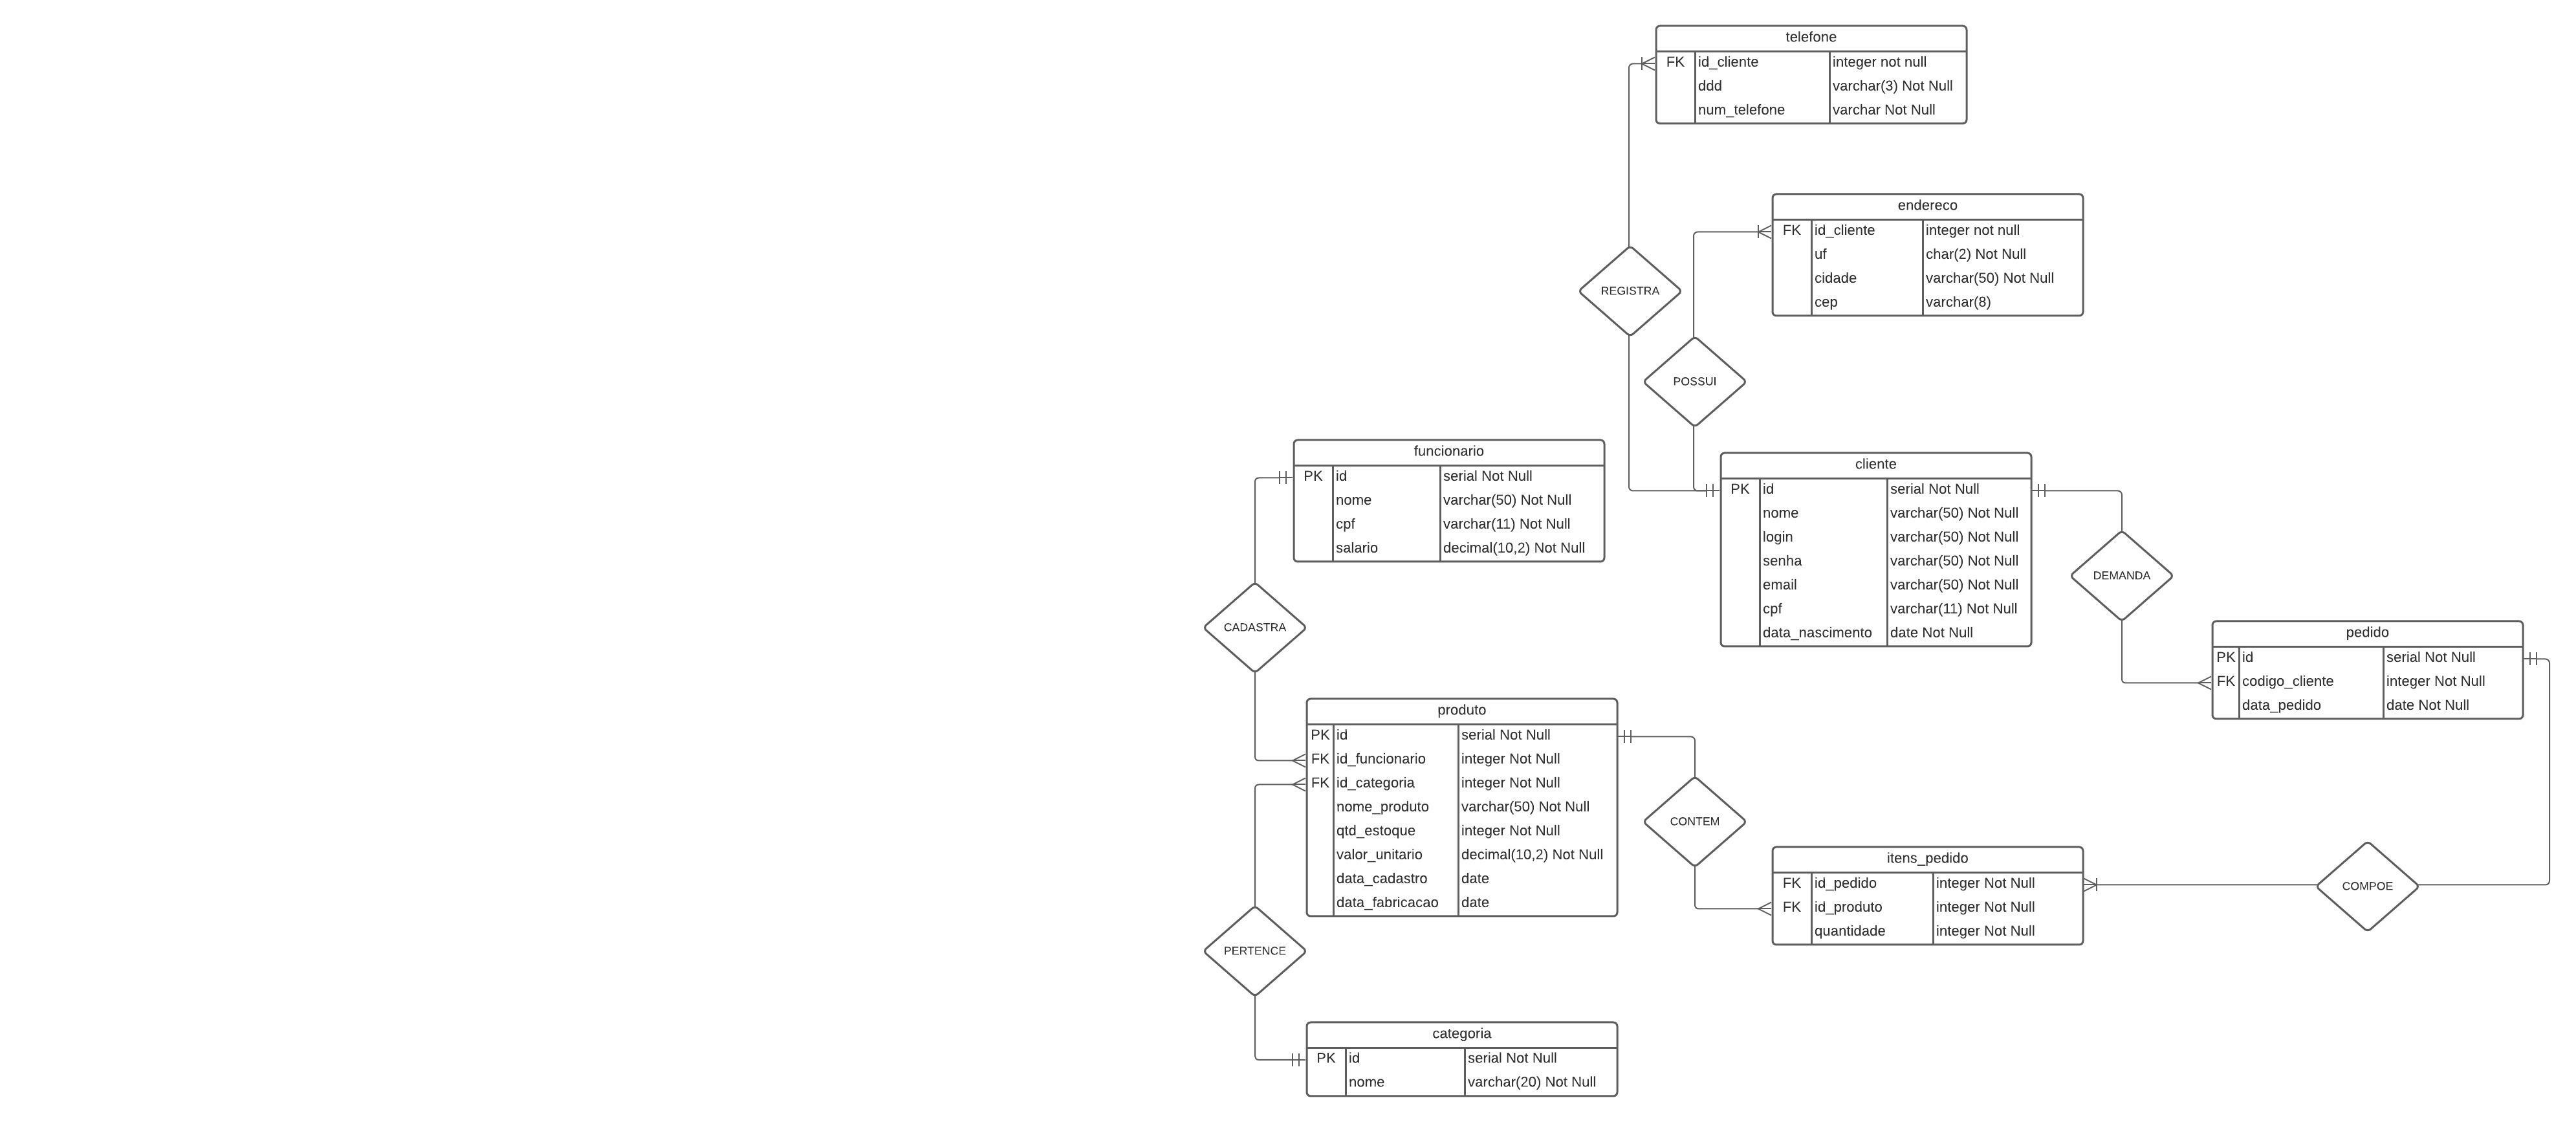 telefone
FK id_cliente integer not null
ddd varchar(3) Not Null
num_telefone varchar Not Null
endereco
FK id_cliente integer not null
uf char(2) Not Null
cidade varchar(50) Not Null
cep varchar(8)
REGISTRA
POSSUI
funcionario
PK id serial Not Null
nome varchar(50) Not Null
cpf varchar(11) Not Null
salario decimal(10,2) Not Null
cliente
PK id serial Not Null
nome varchar(50) Not Null
login varchar(50) Not Null
senha varchar(50) Not Null
email varchar(50) Not Null
cpf varchar(11) Not Null
data_nascimento date Not Null
DEMANDA
CADASTRA
pedido
PK id serial Not Null
FK codigo_cliente integer Not Null
data_pedido date Not Null
produto
PK id serial Not Null
FK id_funcionario integer Not Null
FK id_categoria integer Not Null
nome_produto varchar(50) Not Null
qtd_estoque integer Not Null
valor_unitario decimal(10,2) Not Null
data_cadastro date
data_fabricacao date
CONTEM
itens_pedido
FK id_pedido integer Not Null
FK id_produto integer Not Null
quantidade integer Not Null
COMPOE
PERTENCE
categoria
PK id serial Not Null
nome varchar(20) Not Null